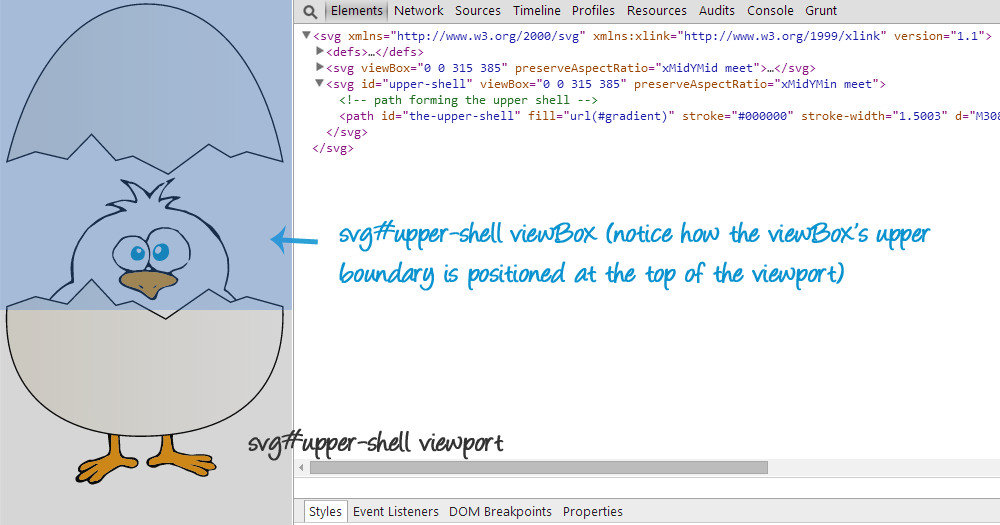 Elements Network Sources Timeline Profiles Resources Audits Console Grunt
<svg xmlns="http://www.w3.org/2000/svg" xmlns:xlink="http://www.w3.org/1999/xlink" version="1.1">
<defs>…</defs>
<svg viewBox="0 0 315 385" preserveAspectRatio="xMidYMid meet">…</svg>
<svg id="upper-shell" viewBox="0 0 315 385" preserveAspectRatio="xMidYMin meet">
<!-- path forming the upper shell -->
<path id="the-upper-shell" fill="url(#gradient)" stroke="#000000" stroke-width="1.5003" d="M308
</svg>
</svg>
svg#upper-shell viewBox (notice how the viewBox's upper
boundary is positioned at the top of the viewport)
svg#upper-shell viewport
Styles Event Listeners DOM Breakpoints Properties